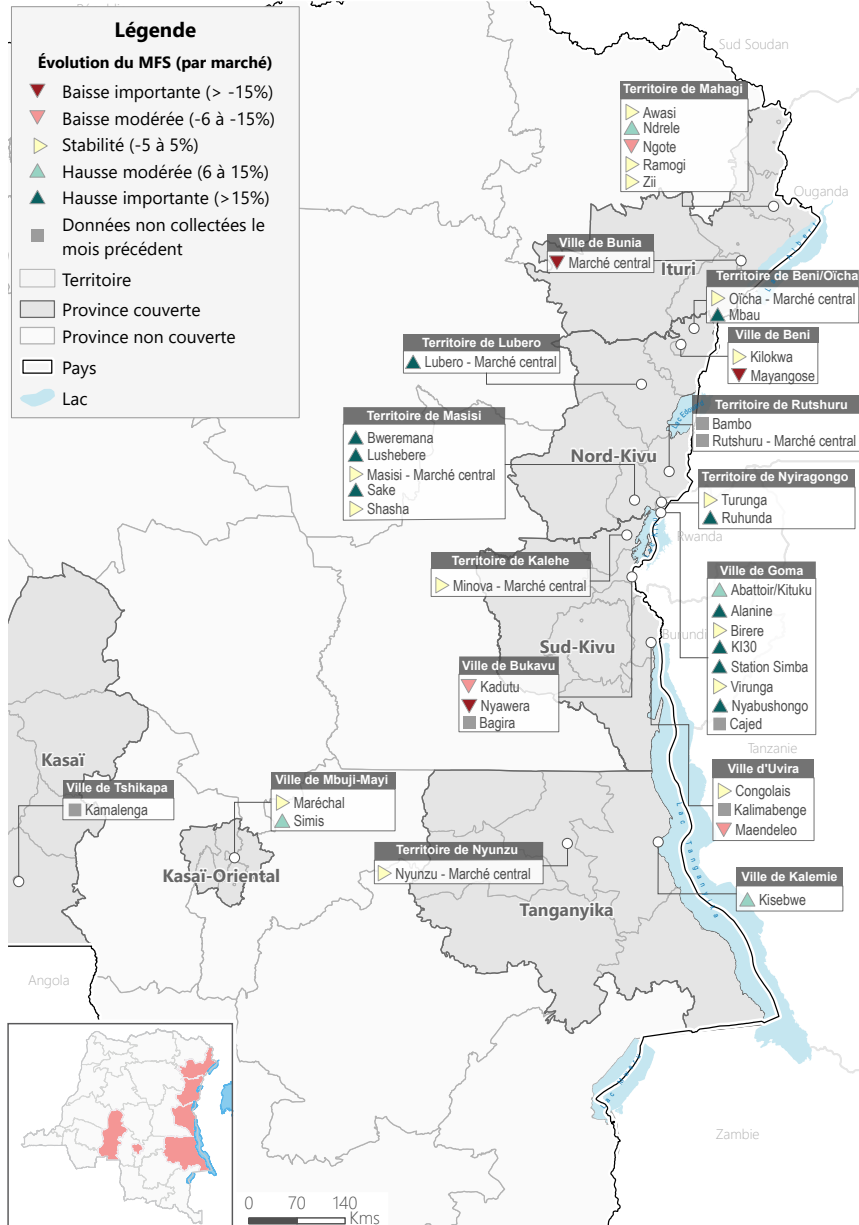 République
Légende
Évolution du MFS (par marché)
Baisse importante (> -15%)
Baisse modérée (-6 à -15%)
Stabilité (-5 à 5%)
Hausse modérée (6 à 15%)
Hausse importante (>15%)
Données non collectées le
mois précédent
Territoire
Province couverte
Province non couverte
Pays
Lac
Sud Soudan
Territoire de Mahagi
Awasi
Ndrele
Ngote
Ramogi
Zii
Ouganda
Ville de Bunia
Marché central
Ituri
Territoire de Beni/Oïcha
Oïcha - Marché central
Mbau
Ville de Beni
Kilokwa
Mayangose
Territoire de Lubero
Lubero - Marché central
Territoire de Rutshuru
Bambo
Rutshuru - Marché central
Territoire de Masisi
Bweremana
Lushebere
Masisi - Marché central
Sake
Shasha
Nord-Kivu
Territoire de Nyiragongo
Turunga
Ruhunda
Rwanda
Territoire de Kalehe
Minova - Marché central
Ville de Goma
Abattoir/Kituku
Alanine
Birere
KI30
Station Simba
Virunga
Nyabushongo
Cajed
Burundi
Sud-Kivu
Ville de Bukavu
Kadutu
Nyawera
Bagira
Tanzanie
Ville d'Uvira
Congolais
Kalimabenge
Maendeleo
Kasaï
Ville de Tshikapa
Kamalenga
Ville de Mbuji-Mayi
Maréchal
Simis
Kasaï-Oriental
Territoire de Nyunzu
Nyunzu - Marché central
Lac Tanganyika
Ville de Kalemie
Kisebwe
Tanganyika
Angola
Zambie
0 70 140
Kms